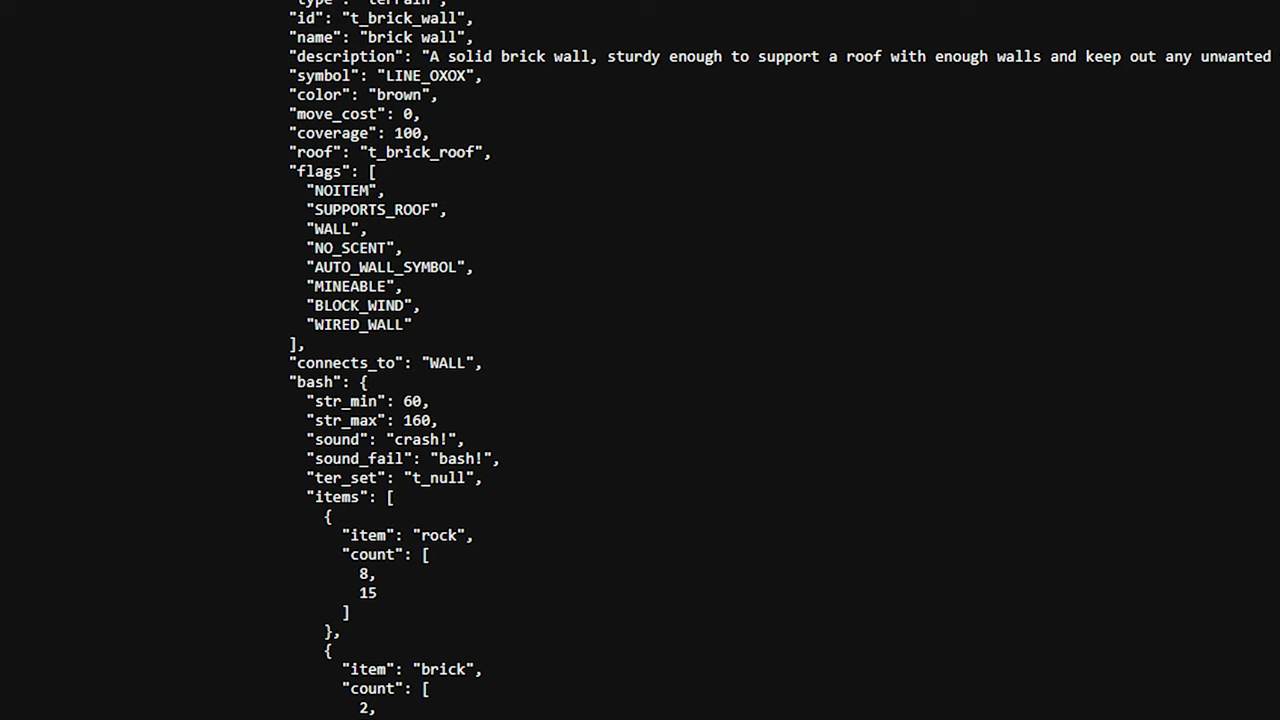 "type": "terrain",
"id": "t_brick_wall",
"name": "brick wall",
"description": "A solid brick wall, sturdy enough to support a roof with enough walls and keep out any unwanted
"symbol": "LINE_OXOX",
"color": "brown",
"move_cost": 0,
"coverage": 100,
"roof": "t_brick_roof",
"flags": [
"NOITEM",
"SUPPORTS_ROOF",
"WALL",
"NO_SCENT",
"AUTO_WALL_SYMBOL",
"MINEABLE",
"BLOCK_WIND",
"WIRED_WALL"
],
"connects_to": "WALL",
"bash": {
"str_min": 60,
"str_max": 160,
"sound": "crash!",
"sound_fail": "bash!",
"ter_set": "t_null",
"items": [
{
"item": "rock",
"count": [
8,
15
]
},
{
"item": "brick",
"count": [
2,